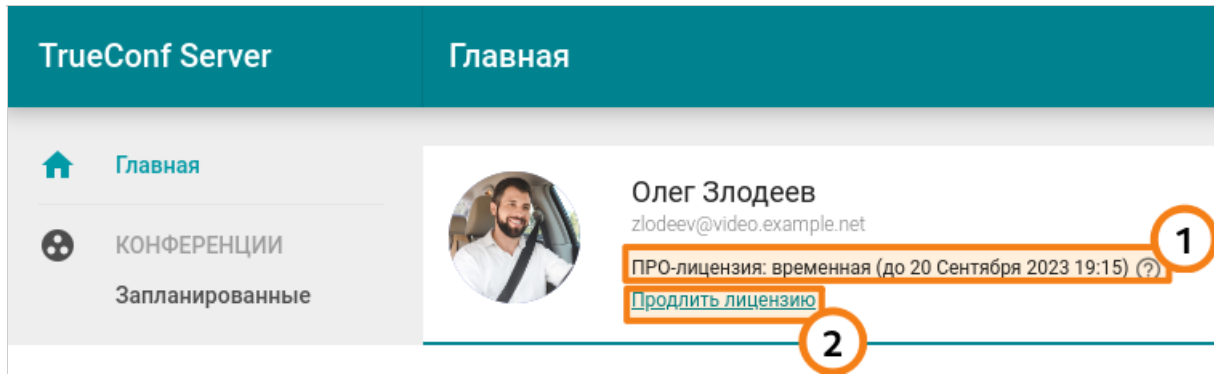 TrueConf Server
Главная
Главная
КОНФЕРЕНЦИИ
Запланированные
Олег Злодеев
zlodeev@video.example.net
ПРО-лицензия: временная (до 20 Сентября 2023 19:15) ?
1
Продлить лицензию
2